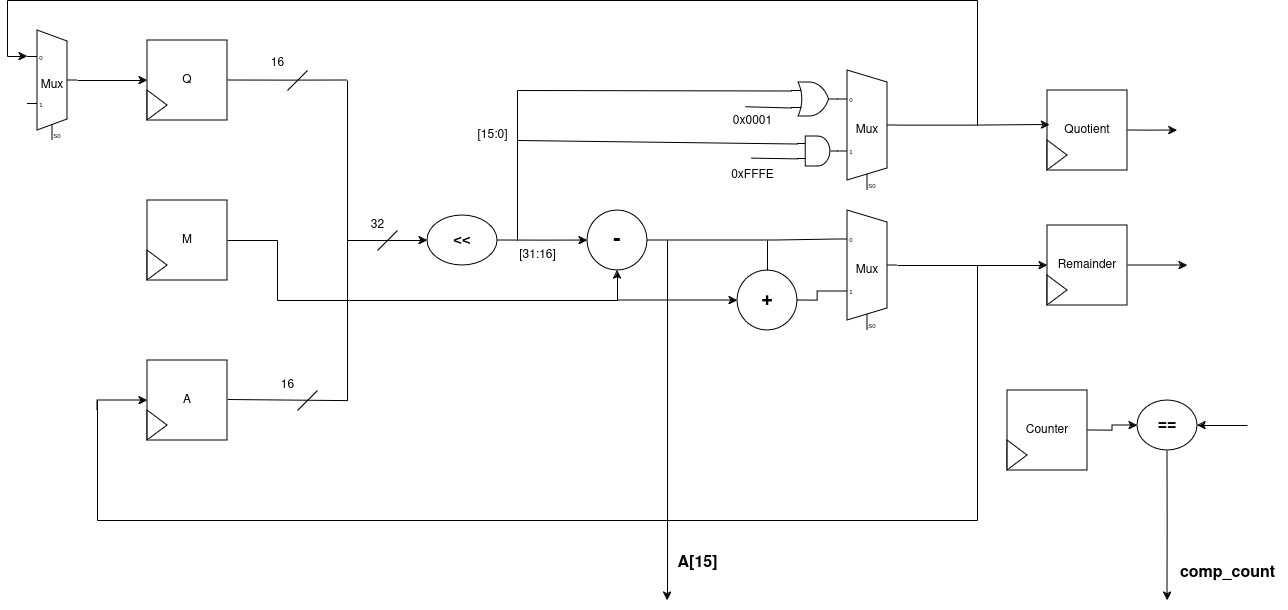 0
Mux
1
S0
Q
16
[15:0]
0x0001
0xFFFE
0
Mux
1
S0
Quotient
M
32
<<
[31:16]
-
+
0
Mux
1
S0
Remainder
A
16
Counter
==
A[15]
comp_count